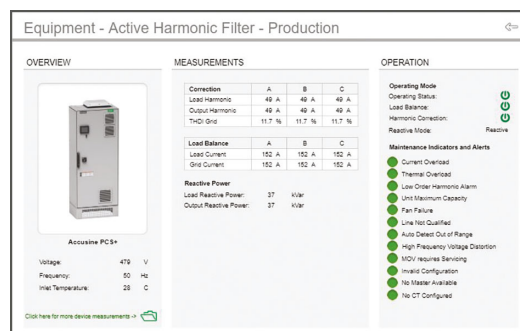 Equipment - Active Harmonic Filter - Production
OVERVIEW
Accusine PCS+
Voltage: 479 V
Frequency: 50 Hz
Inlet Temperature: 28 C
Click here for more device measurements ->
MEASUREMENTS
Correction A B C
Load Harmonic 49 A 49 A 49 A
Output Harmonic 49 A 49 A 49 A
THDI Grid 11.7 % 11.7 % 11.7 %
Load Balance A B C
Load Current 152 A 152 A 152 A
Grid Current 152 A 152 A 152 A
Reactive Power
Load Reactive Power: 37 kVar
Output Reactive Power: 37 kVar
OPERATION
Operating Mode
Operating Status:
Load Balance:
Harmonic Correction:
Reactive Mode: Reactive
Maintenance Indicators and Alerts
Current Overload
Thermal Overload
Low Order Harmonic Alarm
Unit Maximum Capacity
Fan Failure
Line Not Qualified
Auto Detect Out of Range
High Frequency Voltage Distortion
MOV requires Servicing
Invalid Configuration
No Master Available
No CT Configured